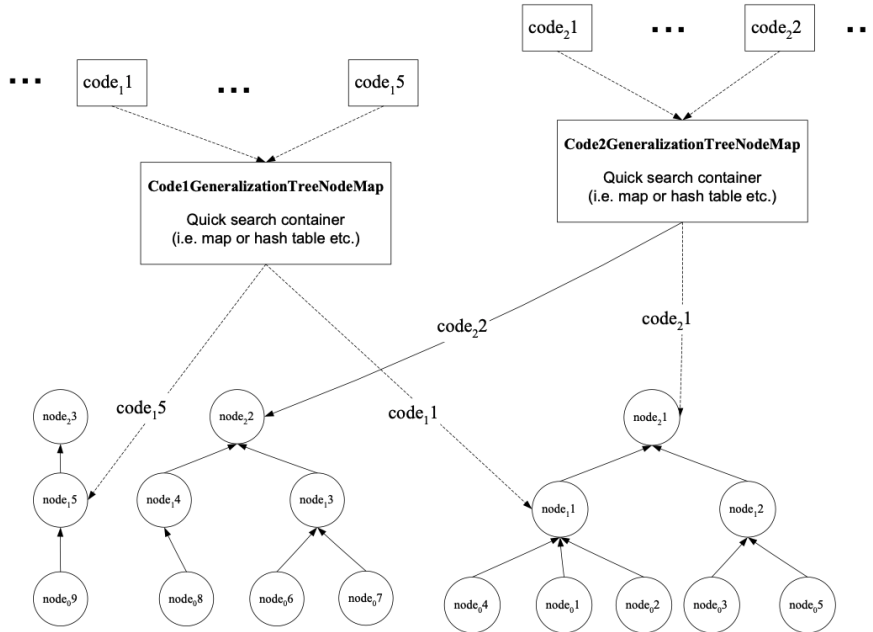 code₂1
...
code₂2
..
...
code₁1
...
code₁5
Code1GeneralizationTreeNodeMap
Quick search container
(i.e. map or hash table etc.)
Code2GeneralizationTreeNodeMap
Quick search container
(i.e. map or hash table etc.)
code₂2
code₂1
code₁5
code₁1
node₂3
node₂2
node₂1
node₁5
node₁4
node₁3
node₁1
node₁2
node₀9
node₀8
node₀6
node₀7
node₀4
node₀1
node₀2
node₀3
node₀5